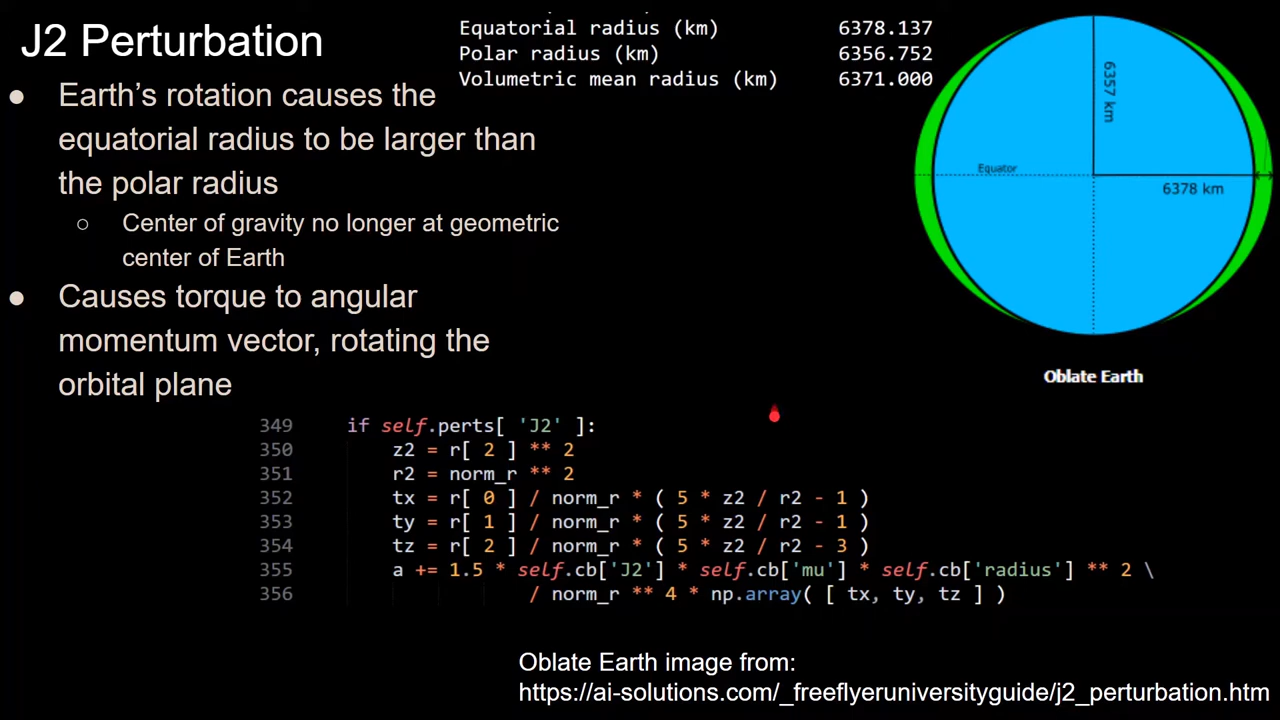 J2 Perturbation
Equatorial radius (km) 6378.137
Polar radius (km) 6356.752
Volumetric mean radius (km) 6371.000
● Earth’s rotation causes the
equatorial radius to be larger than
the polar radius
○ Center of gravity no longer at geometric
center of Earth
● Causes torque to angular
momentum vector, rotating the
orbital plane
6357 km
Equator
6378 km
Oblate Earth
349 if self.perts[ 'J2' ]:
350 z2 = r[ 2 ] ** 2
351 r2 = norm_r ** 2
352 tx = r[ 0 ] / norm_r * ( 5 * z2 / r2 - 1 )
353 ty = r[ 1 ] / norm_r * ( 5 * z2 / r2 - 1 )
354 tz = r[ 2 ] / norm_r * ( 5 * z2 / r2 - 3 )
355 a += 1.5 * self.cb['J2'] * self.cb['mu'] * self.cb['radius'] ** 2 \
356 / norm_r ** 4 * np.array( [ tx, ty, tz ] )
Oblate Earth image from:
https://ai-solutions.com/_freeflyeruniversityguide/j2_perturbation.htm